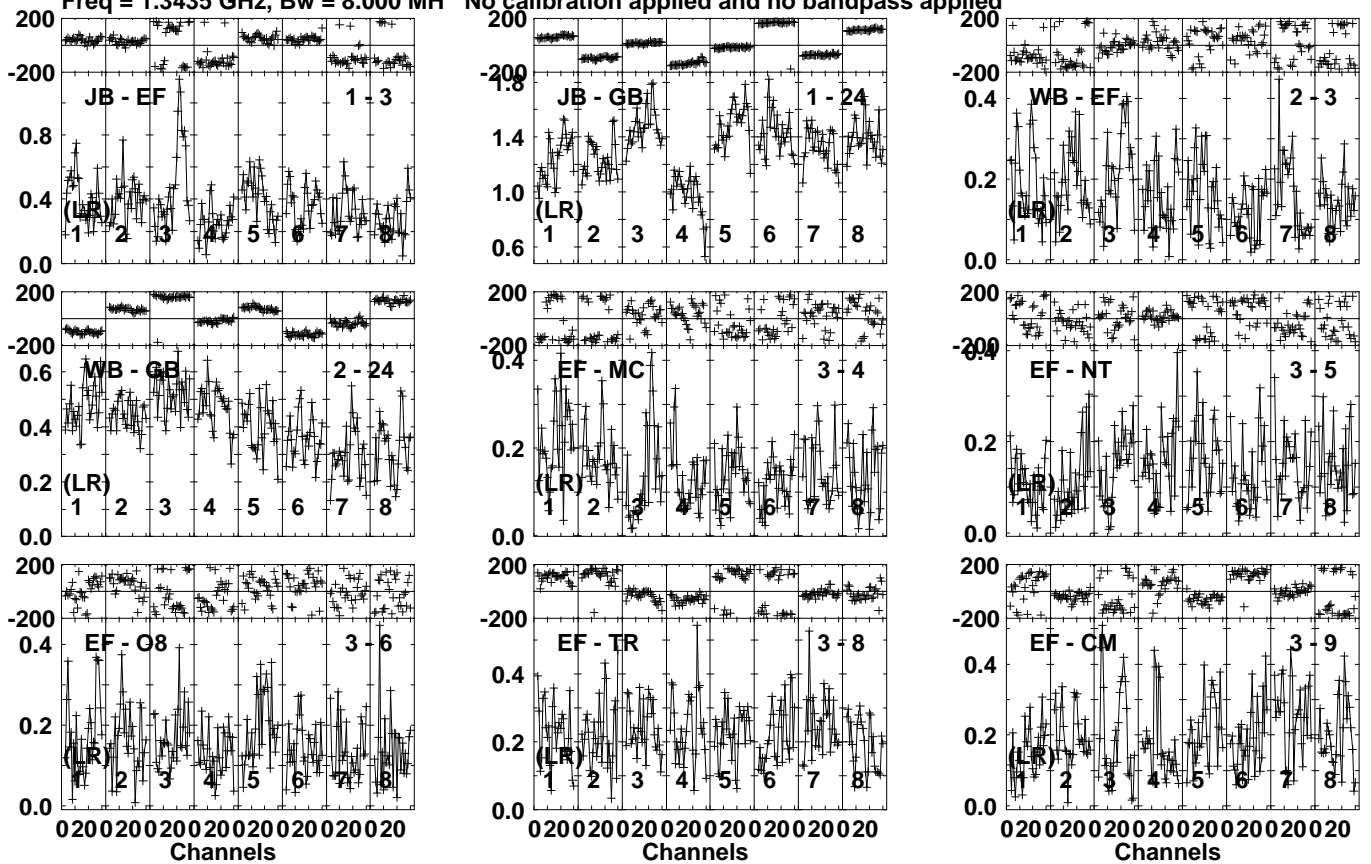 Freq = 1.3435 GHz, Bw = 8.000 MH No calibration applied and no bandpass applied
200
-200
JB - EF 1 - 3
0.8
0.4
0.0
(LR)
1 2 3 4 5 6 7 8
200
-200
1.8
JB - GB 1 - 24
1.4
1.0
0.6
(LR)
1 2 3 4 5 6 7 8
200
-200
WB - EF 2 - 3
0.4
0.2
0.0
(LR)
1 2 3 4 5 6 7 8
200
-200
WB - GB 2 - 24
0.6
0.4
0.2
0.0
(LR)
1 2 3 4 5 6 7 8
200
-200
0.4
EF - MC 3 - 4
0.2
0.0
(LR)
1 2 3 4 5 6 7 8
200
-200
0.4
EF - NT 3 - 5
0.2
0.0
(LR)
1 2 3 4 5 6 7 8
200
-200
EF - O8 3 - 6
0.4
0.2
0.0
(LR)
1 2 3 4 5 6 7 8
0 20 0 20 0 20 0 20 0 20 0 20 0 20 0 20
Channels
200
-200
EF - TR 3 - 8
0.4
0.2
0.0
(LR)
1 2 3 4 5 6 7 8
0 20 0 20 0 20 0 20 0 20 0 20 0 20 0 20
Channels
200
-200
EF - CM 3 - 9
0.4
0.2
0.0
(LR)
1 2 3 4 5 6 7 8
0 20 0 20 0 20 0 20 0 20 0 20 0 20 0 20
Channels